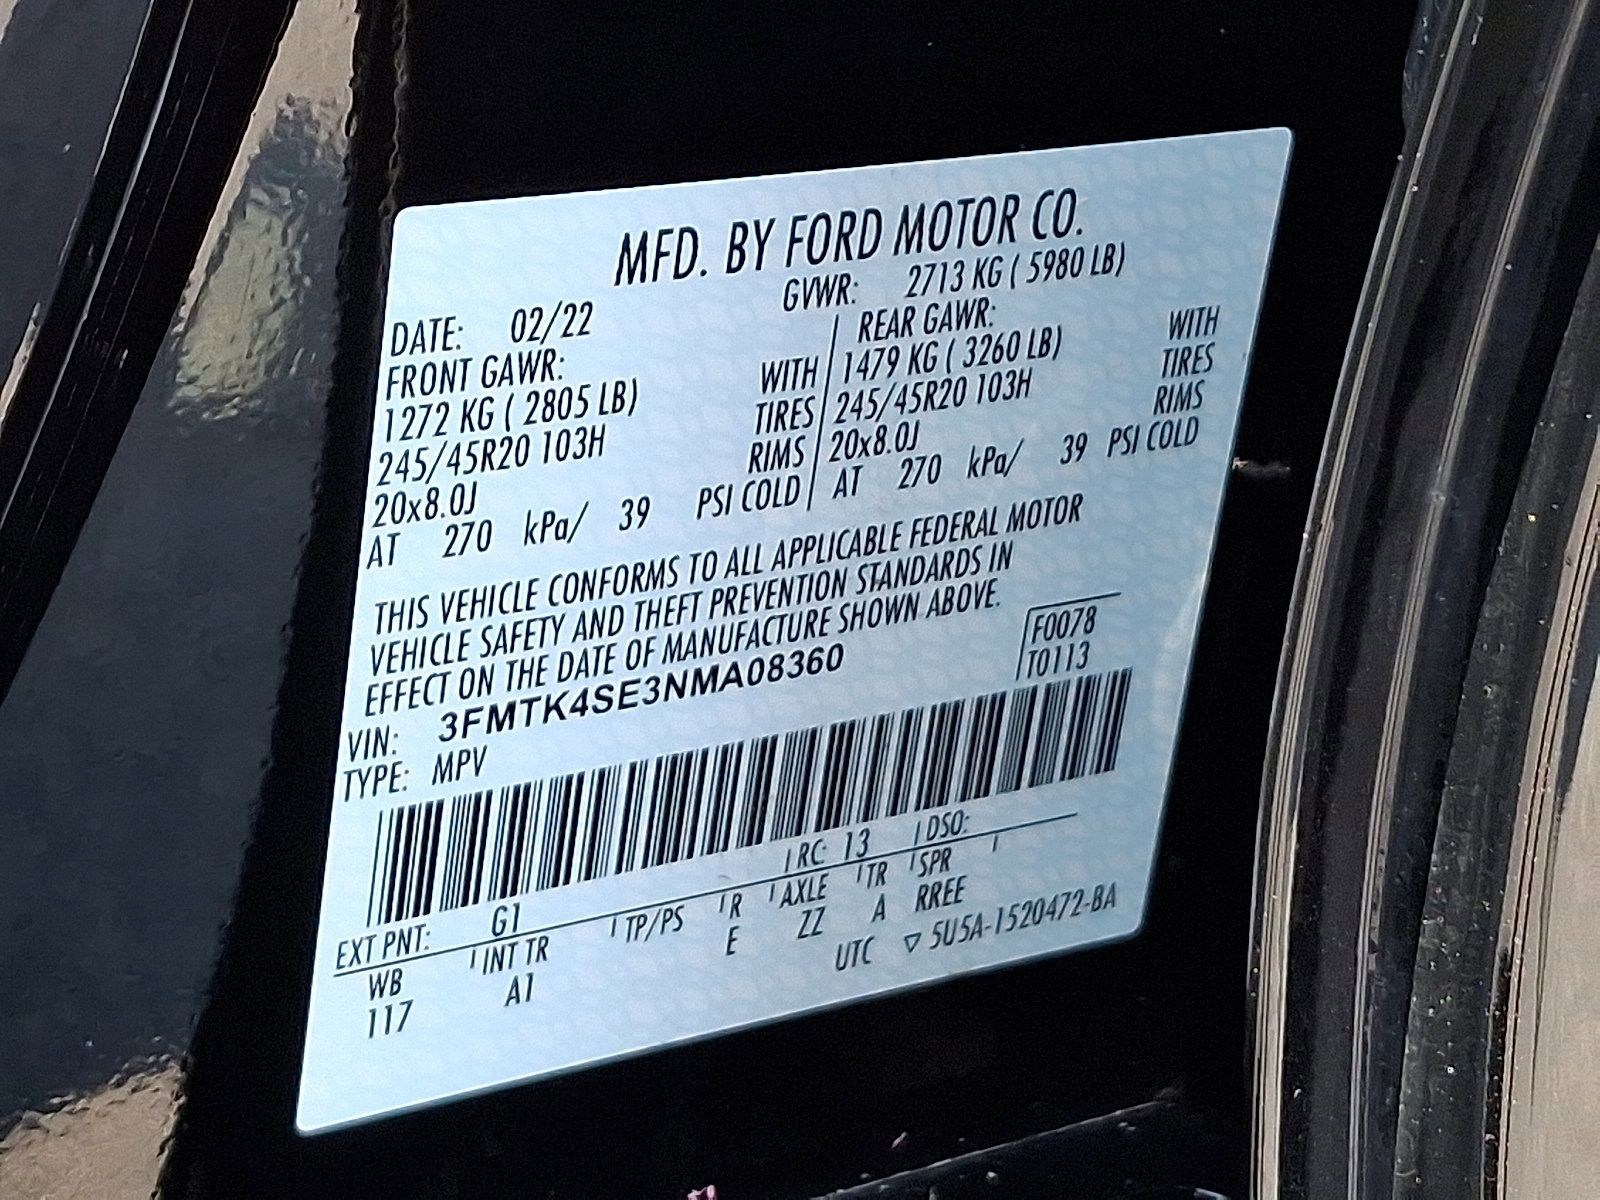 MFD. BY FORD MOTOR CO.
DATE: 02/22 GVWR: 2713 KG ( 5980 LB)
FRONT GAWR: REAR GAWR:
1272 KG ( 2805 LB) WITH 1479 KG ( 3260 LB) WITH
245/45R20 103H TIRES 245/45R20 103H TIRES
20x8.0J RIMS 20x8.0J RIMS
AT 270 kPa/ 39 PSI COLD AT 270 kPa/ 39 PSI COLD
THIS VEHICLE CONFORMS TO ALL APPLICABLE FEDERAL MOTOR
VEHICLE SAFETY AND THEFT PREVENTION STANDARDS IN
EFFECT ON THE DATE OF MANUFACTURE SHOWN ABOVE.
VIN: 3FMTK4SE3NMA08360 F0078
TYPE: MPV T0113
EXT PNT: G1 RC: 13 DSO:
WB INT TR TP/PS R AXLE TR SPR
117 A1 E ZZ A RREE
UTC ▽ 5U5A-1520472-BA